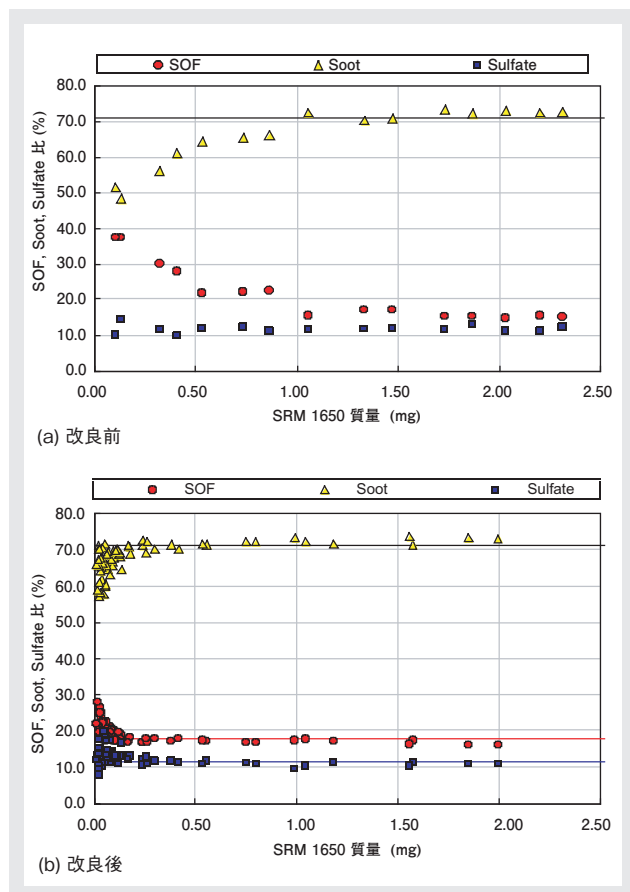 SOF Soot Sulfate
80.0
70.0
60.0
50.0
40.0
30.0
20.0
10.0
0.0
SOF, Soot, Sulfate 比 (%)
0.00 0.50 1.00 1.50 2.00 2.50
SRM 1650 質量 (mg)
(a) 改良前
SOF Soot Sulfate
80.0
70.0
60.0
50.0
40.0
30.0
20.0
10.0
0.0
SOF, Soot, Sulfate 比 (%)
0.00 0.50 1.00 1.50 2.00 2.50
SRM 1650 質量 (mg)
(b) 改良後